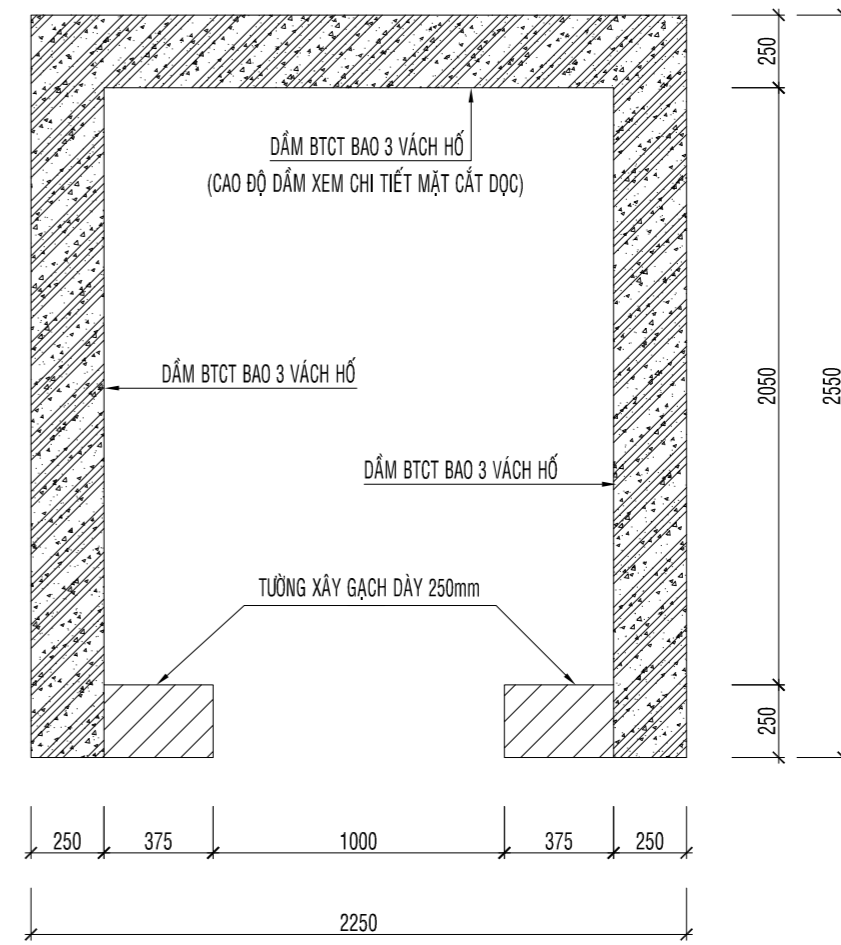 250
DẦM BTCT BAO 3 VÁCH HỐ
(CAO ĐỘ DẦM XEM CHI TIẾT MẶT CẮT DỌC)
DẦM BTCT BAO 3 VÁCH HỐ
2050
2550
DẦM BTCT BAO 3 VÁCH HỐ
TƯỜNG XÂY GẠCH DÀY 250mm
250
250 375 1000 375 250
2250